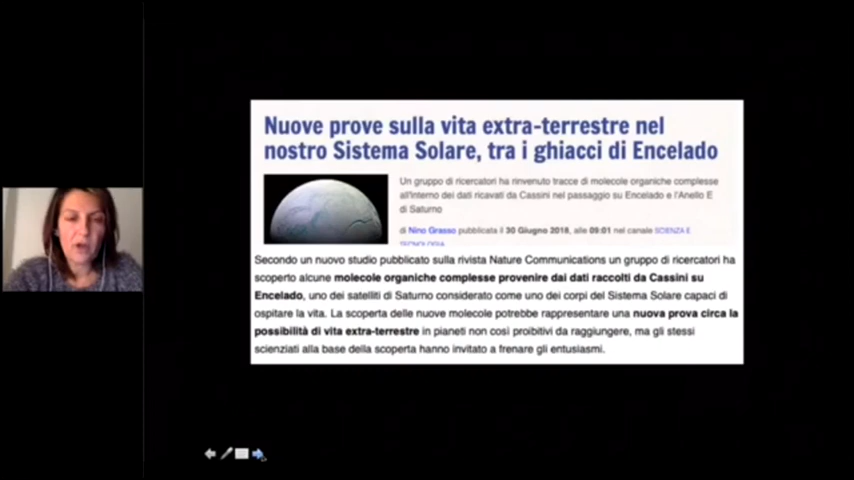 Nuove prove sulla vita extra-terrestre nel
nostro Sistema Solare, tra i ghiacci di Encelado
Un gruppo di ricercatori ha rinvenuto tracce di molecole organiche complesse
all'interno dei dati ricavati da Cassini nel passaggio su Encelado e l'Anello E
di Saturno
di Nino Grasso pubblicata il 30 Giugno 2018, alle 09:01 nel canale SCIENZA E
TECNOLOGIA
Secondo un nuovo studio pubblicato sulla rivista Nature Communications un gruppo di ricercatori ha
scoperto alcune molecole organiche complesse provenire dai dati raccolti da Cassini su
Encelado, uno dei satelliti di Saturno considerato come uno dei corpi del Sistema Solare capaci di
ospitare la vita. La scoperta delle nuove molecole potrebbe rappresentare una nuova prova circa la
possibilità di vita extra-terrestre in pianeti non così proibitivi da raggiungere, ma gli stessi
scienziati alla base della scoperta hanno invitato a frenare gli entusiasmi.